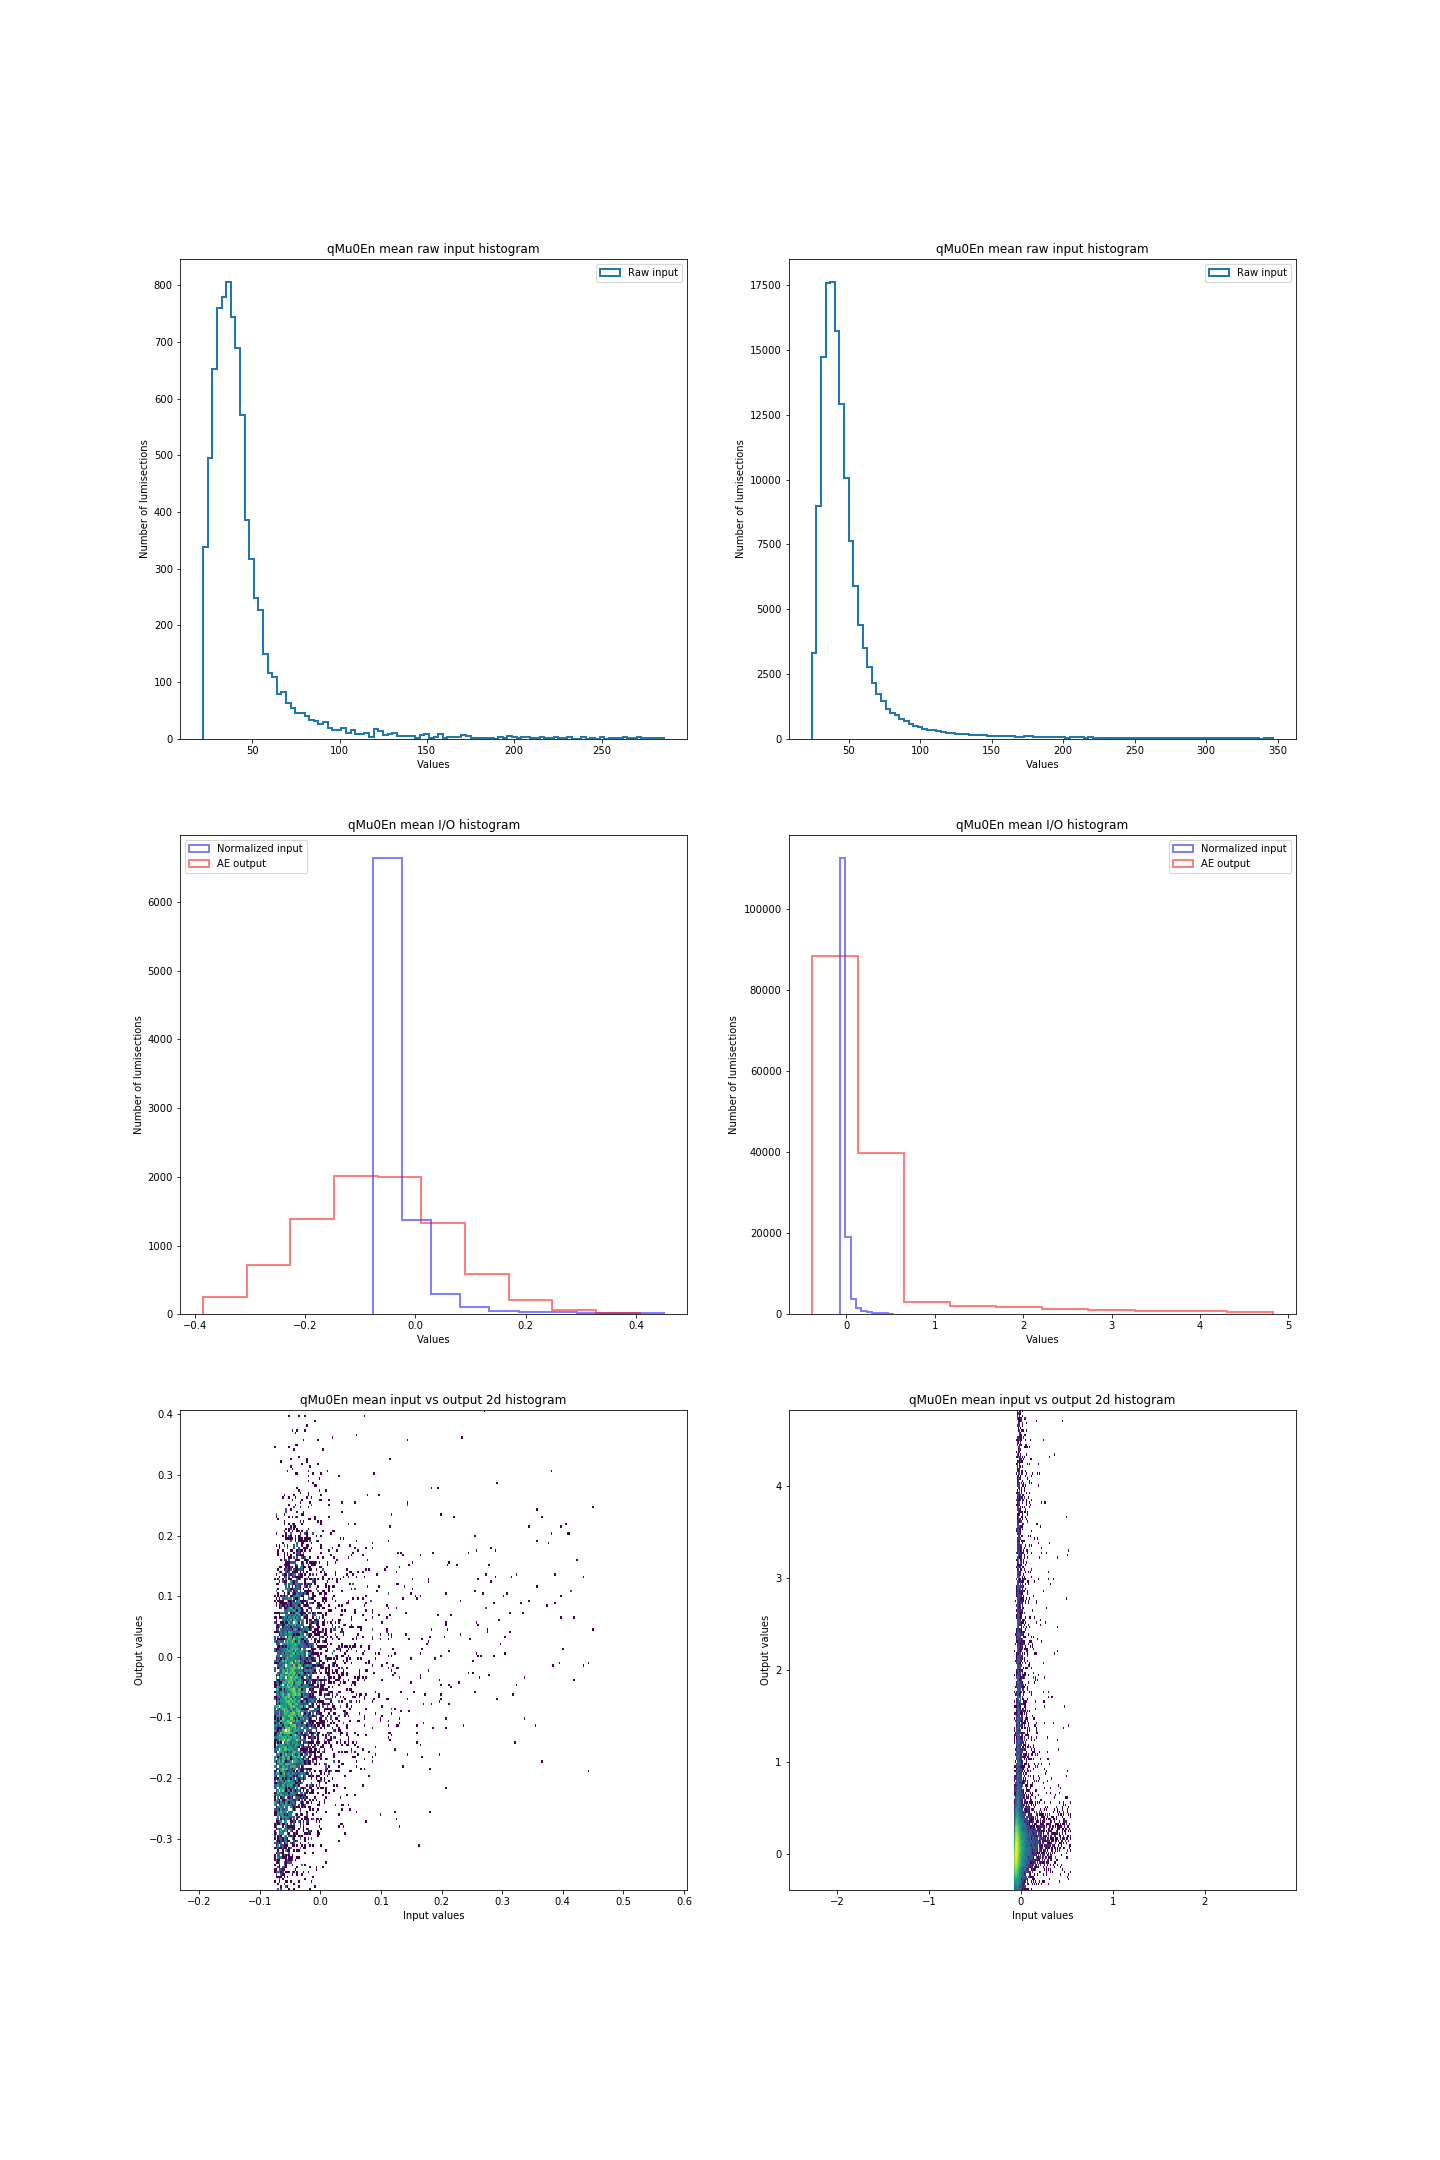 qMu0En mean raw input histogram
Raw input
800
700
600
500
400
300
200
100
0
Number of lumisections
50 100 150 200 250
Values
qMu0En mean raw input histogram
Raw input
17500
15000
12500
10000
7500
5000
2500
0
Number of lumisections
50 100 150 200 250 300 350
Values
qMu0En mean I/O histogram
Normalized input
AE output
6000
5000
4000
3000
2000
1000
0
Number of lumisections
−0.4 −0.2 0.0 0.2 0.4
Values
qMu0En mean I/O histogram
Normalized input
AE output
100000
80000
60000
40000
20000
0
Number of lumisections
0 1 2 3 4 5
Values
qMu0En mean input vs output 2d histogram
0.4
0.3
0.2
0.1
0.0
−0.1
−0.2
−0.3
Output values
−0.2 −0.1 0.0 0.1 0.2 0.3 0.4 0.5 0.6
Input values
qMu0En mean input vs output 2d histogram
4
3
2
1
0
Output values
−2 −1 0 1 2
Input values